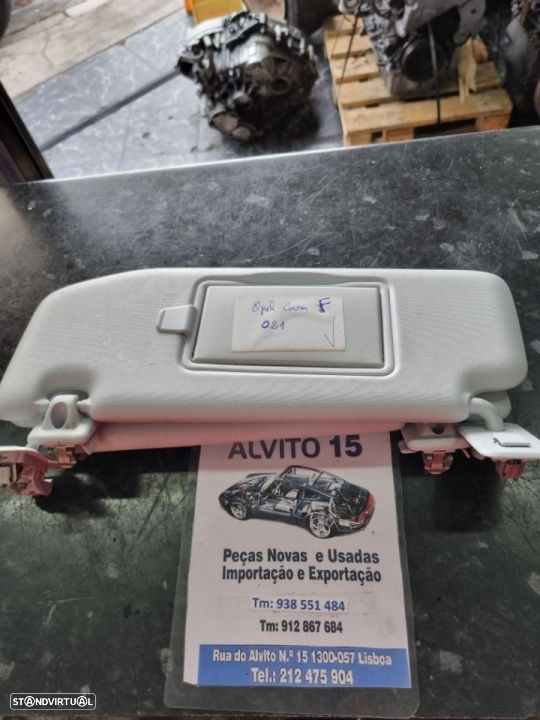 Opel Corsa F
021
ALVITO 15
Peças Novas e Usadas
Importação e Exportação
Tm: 938 551 484
Tm: 912 867 684
Rua do Alvito N.º 15 1300-057 Lisboa
Tel.: 212 475 904
STANDVIRTUAL